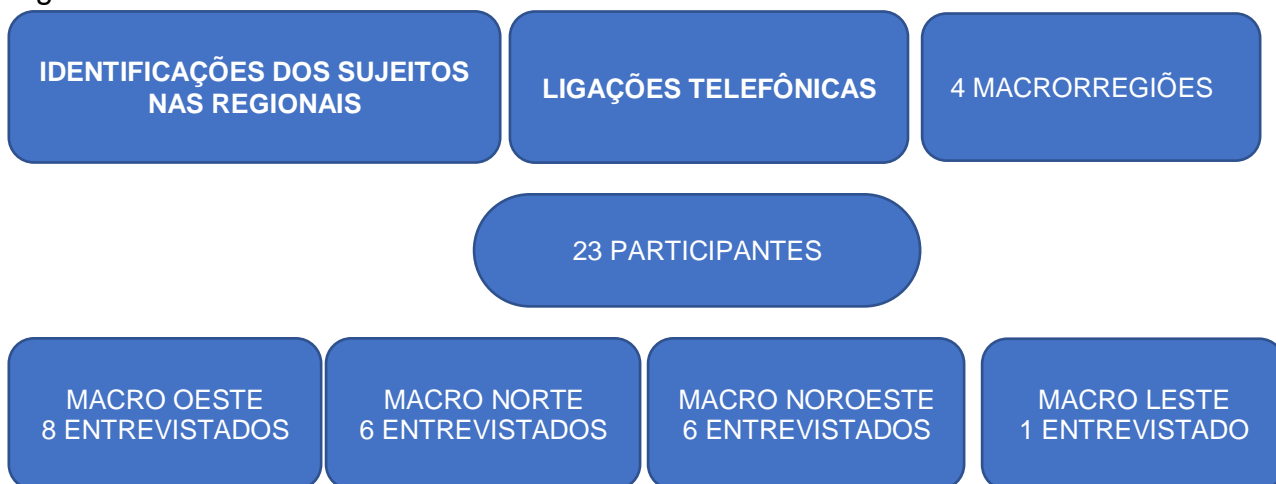 IDENTIFICAÇÕES DOS SUJEITOS
NAS REGIONAIS
LIGAÇÕES TELEFÔNICAS
4 MACRORREGIÕES
23 PARTICIPANTES
MACRO OESTE
8 ENTREVISTADOS
MACRO NORTE
6 ENTREVISTADOS
MACRO NOROESTE
6 ENTREVISTADOS
MACRO LESTE
1 ENTREVISTADO